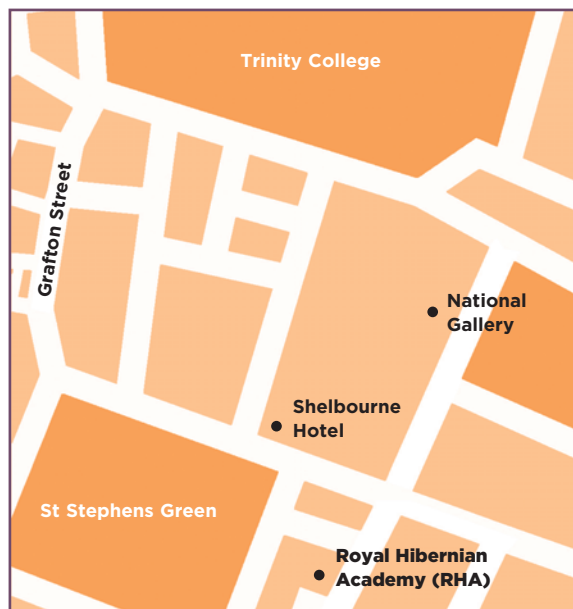 Trinity College
Grafton Street
National
Gallery
Shelbourne
Hotel
St Stephens Green
Royal Hibernian
Academy (RHA)